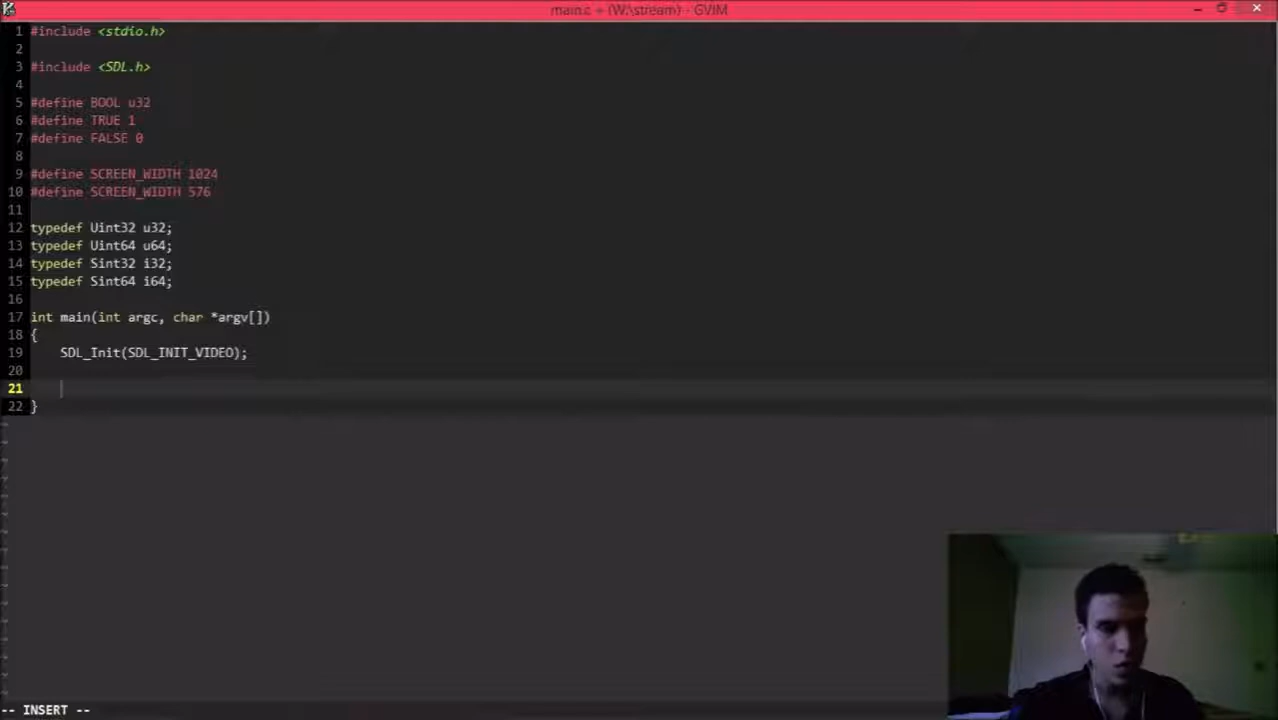 main.c + (W:\stream) - GVIM
1 #include <stdio.h>
2
3 #include <SDL.h>
4
5 #define BOOL u32
6 #define TRUE 1
7 #define FALSE 0
8
9 #define SCREEN_WIDTH 1024
10 #define SCREEN_WIDTH 576
11
12 typedef Uint32 u32;
13 typedef Uint64 u64;
14 typedef Sint32 i32;
15 typedef Sint64 i64;
16
17 int main(int argc, char *argv[])
18 {
19 SDL_Init(SDL_INIT_VIDEO);
20
21
22 }
-- INSERT --